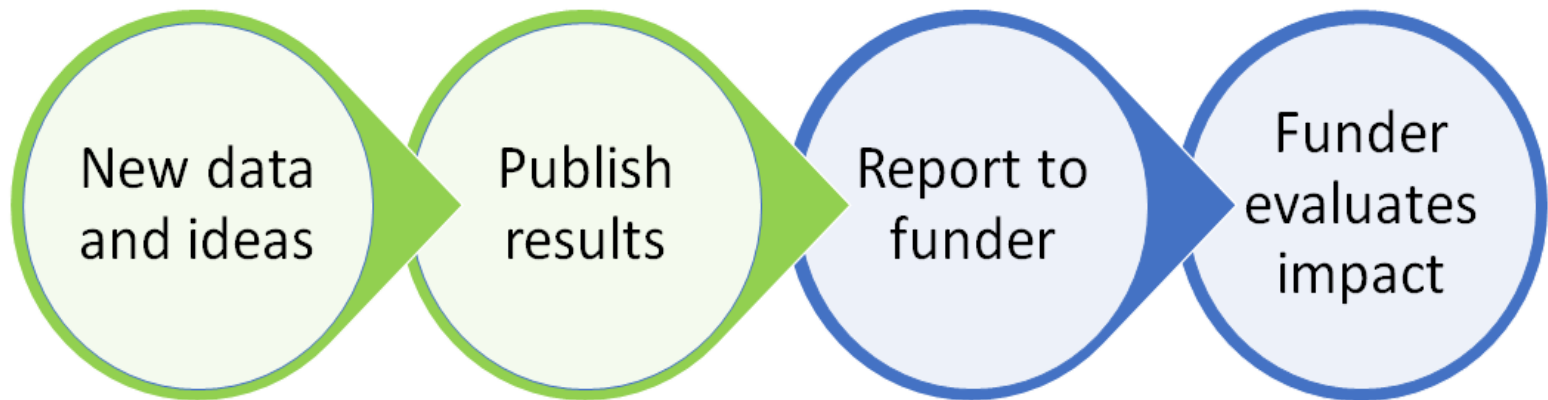 New data
and ideas
Publish
results
Report to
funder
Funder
evaluates
impact